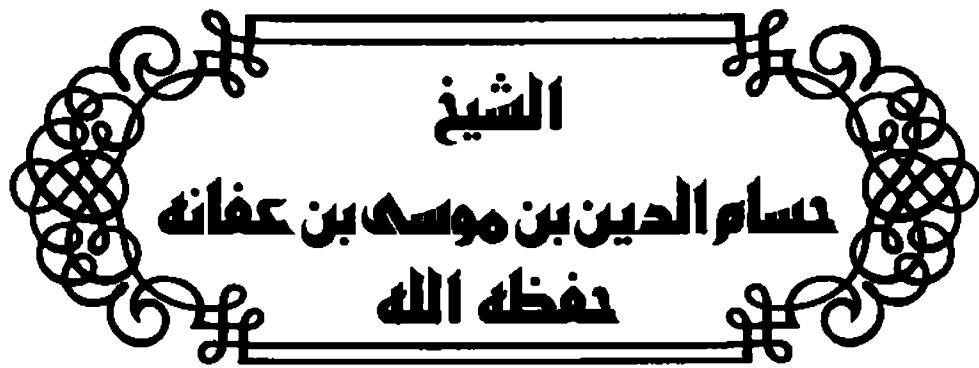 الشيخ
حسام الدين بن موسى بن عفانه
حفظه الله